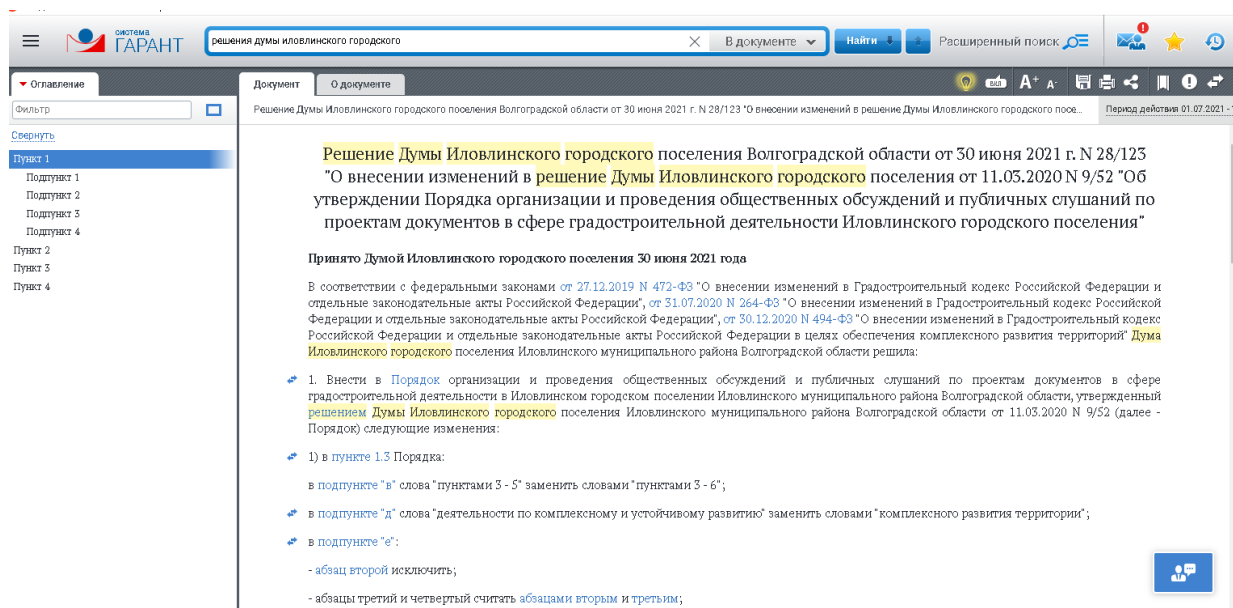 система
ГАРАНТ
решения думы иловлинского городского
В документе
Найти
Расширенный поиск
1
Оглавление
Документ
О документе
вкл
A+ A-
Фильтр
Решение Думы Иловлинского городского поселения Волгоградской области от 30 июня 2021 г. N 28/123 "О внесении изменений в решение Думы Иловлинского городского посе...
Период действия 01.07.2021 -
Свернуть
Пункт 1
Подпункт 1
Подпункт 2
Подпункт 3
Подпункт 4
Пункт 2
Пункт 3
Пункт 4
Решение Думы Иловлинского городского поселения Волгоградской области от 30 июня 2021 г. N 28/123
"О внесении изменений в решение Думы Иловлинского городского поселения от 11.03.2020 N 9/52 "Об
утверждении Порядка организации и проведения общественных обсуждений и публичных слушаний по
проектам документов в сфере градостроительной деятельности Иловлинского городского поселения"
Принято Думой Иловлинского городского поселения 30 июня 2021 года
В соответствии с федеральными законами от 27.12.2019 N 472-ФЗ "О внесении изменений в Градостроительный кодекс Российской Федерации и
отдельные законодательные акты Российской Федерации", от 31.07.2020 N 264-ФЗ "О внесении изменений в Градостроительный кодекс Российской
Федерации и отдельные законодательные акты Российской Федерации", от 30.12.2020 N 494-ФЗ "О внесении изменений в Градостроительный кодекс
Российской Федерации и отдельные законодательные акты Российской Федерации в целях обеспечения комплексного развития территорий" Дума
Иловлинского городского поселения Иловлинского муниципального района Волгоградской области решила:
1. Внести в Порядок организации и проведения общественных обсуждений и публичных слушаний по проектам документов в сфере
градостроительной деятельности в Иловлинском городском поселении Иловлинского муниципального района Волгоградской области, утвержденный
решением Думы Иловлинского городского поселения Иловлинского муниципального района Волгоградской области от 11.03.2020 N 9/52 (далее -
Порядок) следующие изменения:
1) в пункте 1.3 Порядка:
в подпункте "в" слова "пунктами 3 - 5" заменить словами "пунктами 3 - 6";
в подпункте "д" слова "деятельности по комплексному и устойчивому развитию" заменить словами "комплексного развития территории";
в подпункте "е":
- абзац второй исключить;
- абзацы третий и четвертый считать абзацами вторым и третьим;